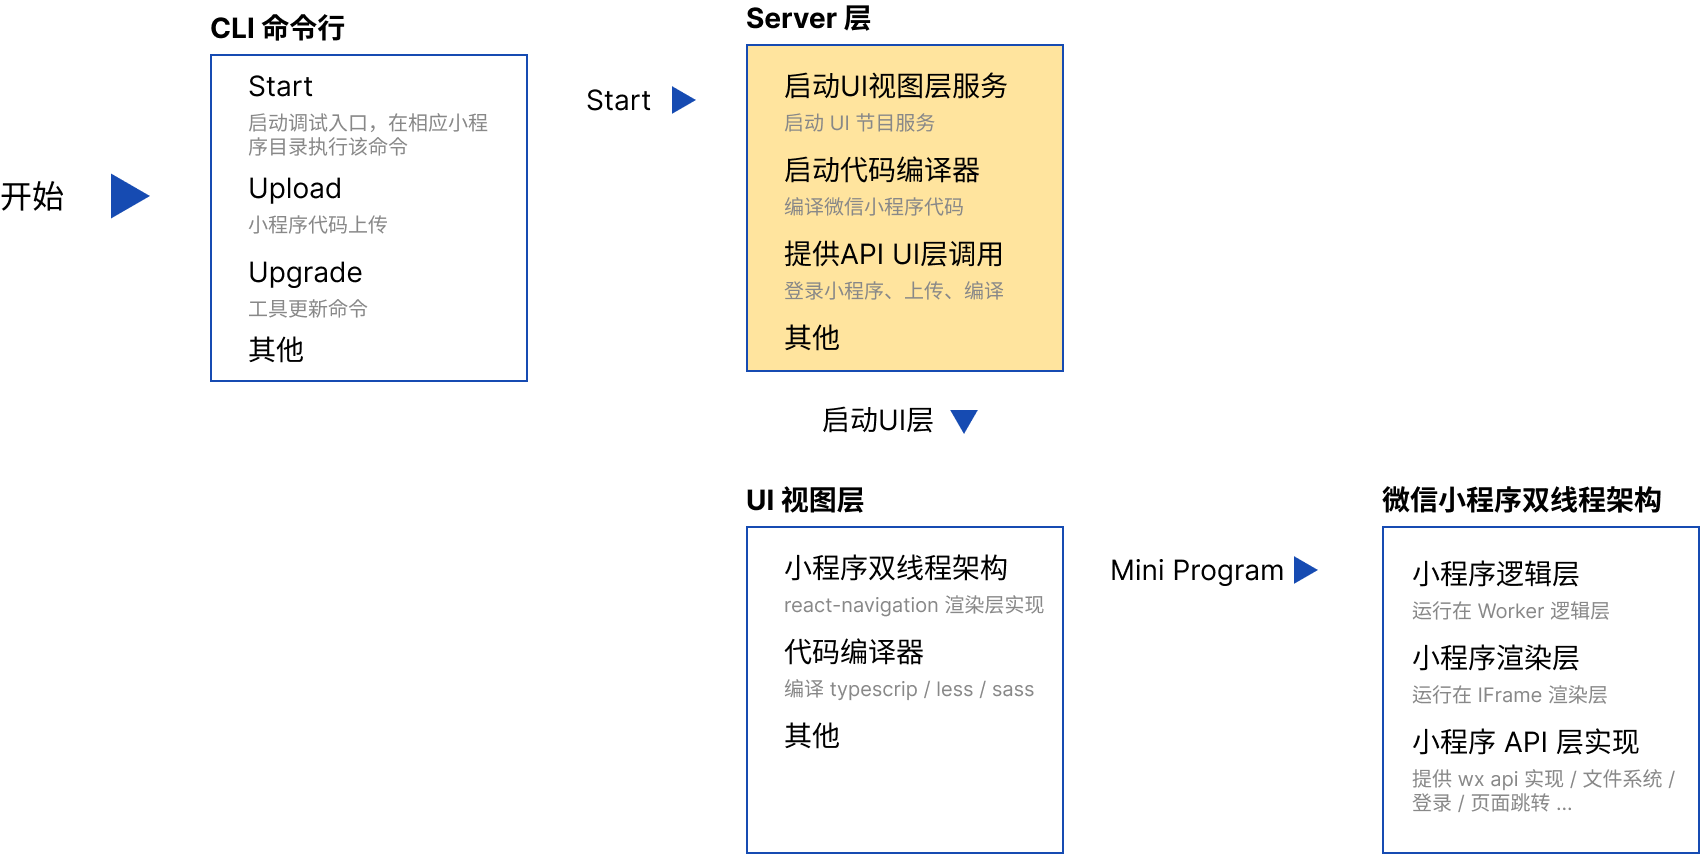 开始
CLI 命令行
Start
启动调试入口，在相应小程
序目录执行该命令
Upload
小程序代码上传
Upgrade
工具更新命令
其他
Start
Server 层
启动UI视图层服务
启动 UI 节目服务
启动代码编译器
编译微信小程序代码
提供API UI层调用
登录小程序、上传、编译
其他
启动UI层
UI 视图层
小程序双线程架构
react-navigation 渲染层实现
代码编译器
编译 typescrip / less / sass
其他
Mini Program
微信小程序双线程架构
小程序逻辑层
运行在 Worker 逻辑层
小程序渲染层
运行在 IFrame 渲染层
小程序 API 层实现
提供 wx api 实现 / 文件系统 /
登录 / 页面跳转 ...